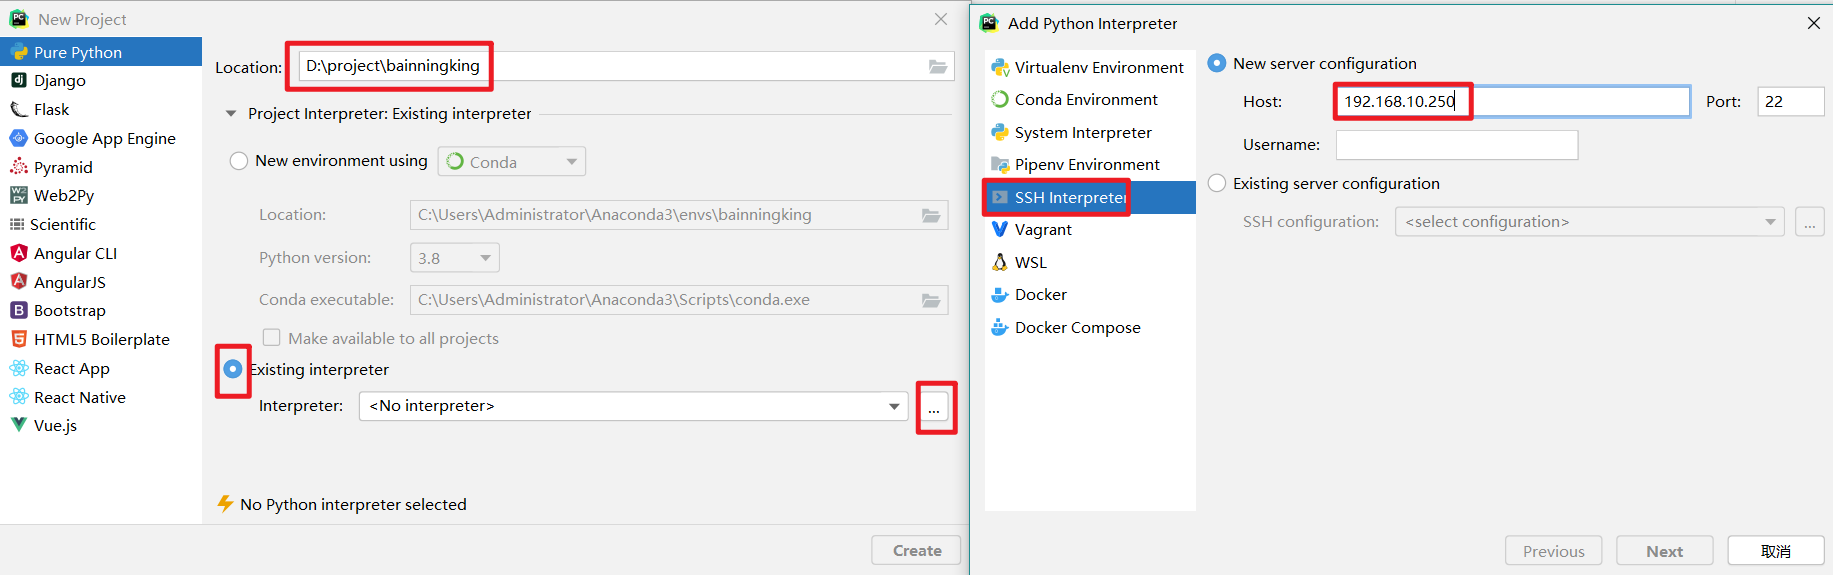 New Project
Pure Python
Django
Flask
Google App Engine
Pyramid
Web2Py
Scientific
Angular CLI
AngularJS
Bootstrap
HTML5 Boilerplate
React App
React Native
Vue.js
Location: D:\project\bainningking
Project Interpreter: Existing interpreter
New environment using Conda
Location: C:\Users\Administrator\Anaconda3\envs\bainningking
Python version: 3.8
Conda executable: C:\Users\Administrator\Anaconda3\Scripts\conda.exe
Make available to all projects
Existing interpreter
Interpreter: <No interpreter> ...
No Python interpreter selected
Create
Add Python Interpreter
Virtualenv Environment
Conda Environment
System Interpreter
Pipenv Environment
SSH Interpreter
Vagrant
WSL
Docker
Docker Compose
New server configuration
Host: 192.168.10.250 Port: 22
Username:
Existing server configuration
SSH configuration: <select configuration> ...
Previous Next 取消